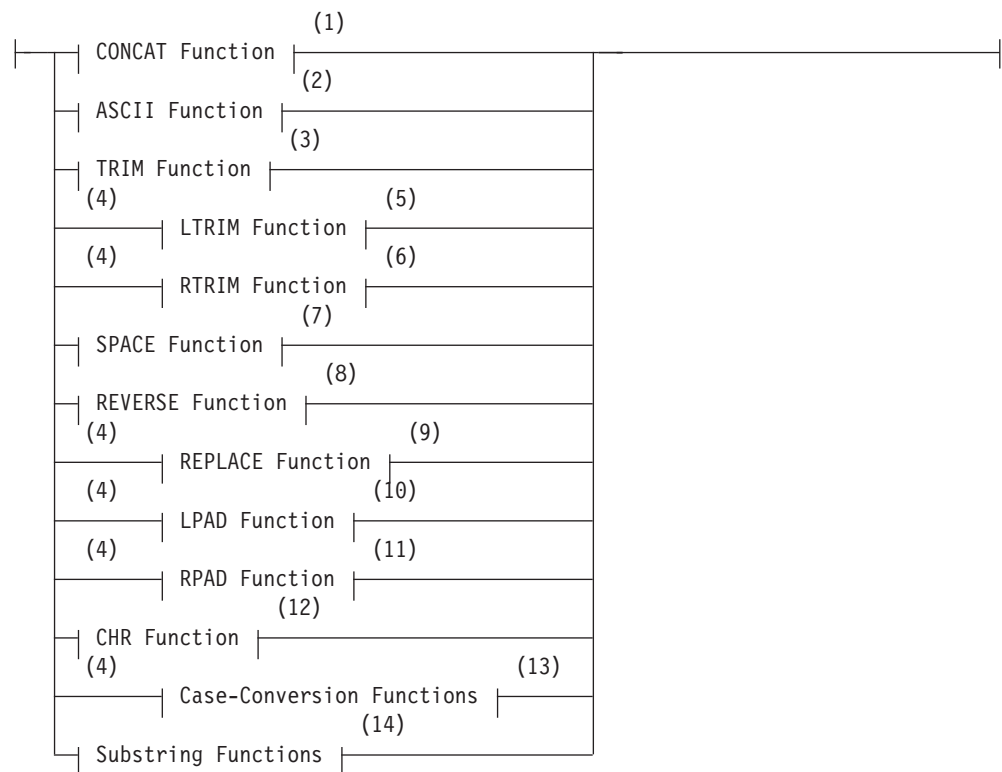 (1)
CONCAT Function
(2)
ASCII Function
(3)
TRIM Function
(4) (5)
LTRIM Function
(4) (6)
RTRIM Function
(7)
SPACE Function
(8)
REVERSE Function
(4) (9)
REPLACE Function
(4) (10)
LPAD Function
(4) (11)
RPAD Function
(12)
CHR Function
(4) (13)
Case-Conversion Functions
(14)
Substring Functions